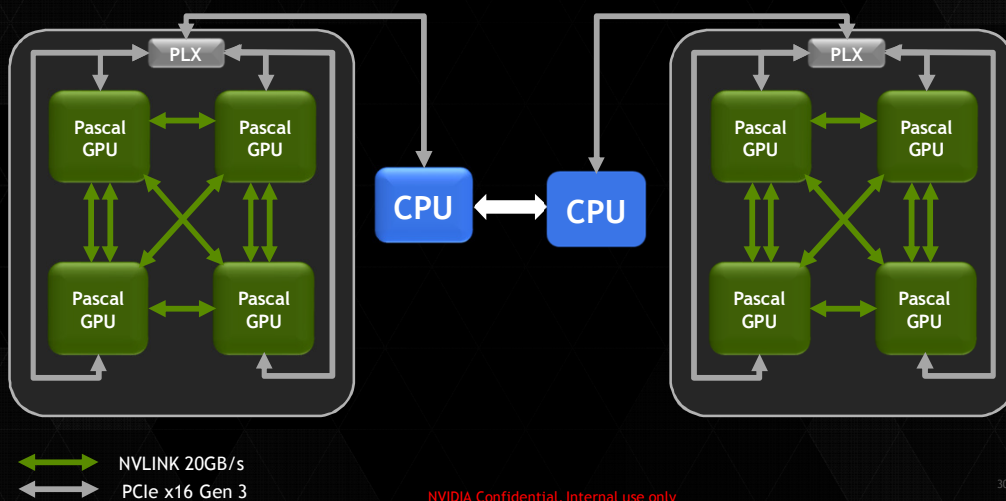 PLX
PLX
Pascal
GPU
Pascal
GPU
Pascal
GPU
Pascal
GPU
CPU
CPU
Pascal
GPU
Pascal
GPU
Pascal
GPU
Pascal
GPU
NVLINK 20GB/s
PCIe x16 Gen 3
NVIDIA Confidential. Internal use only